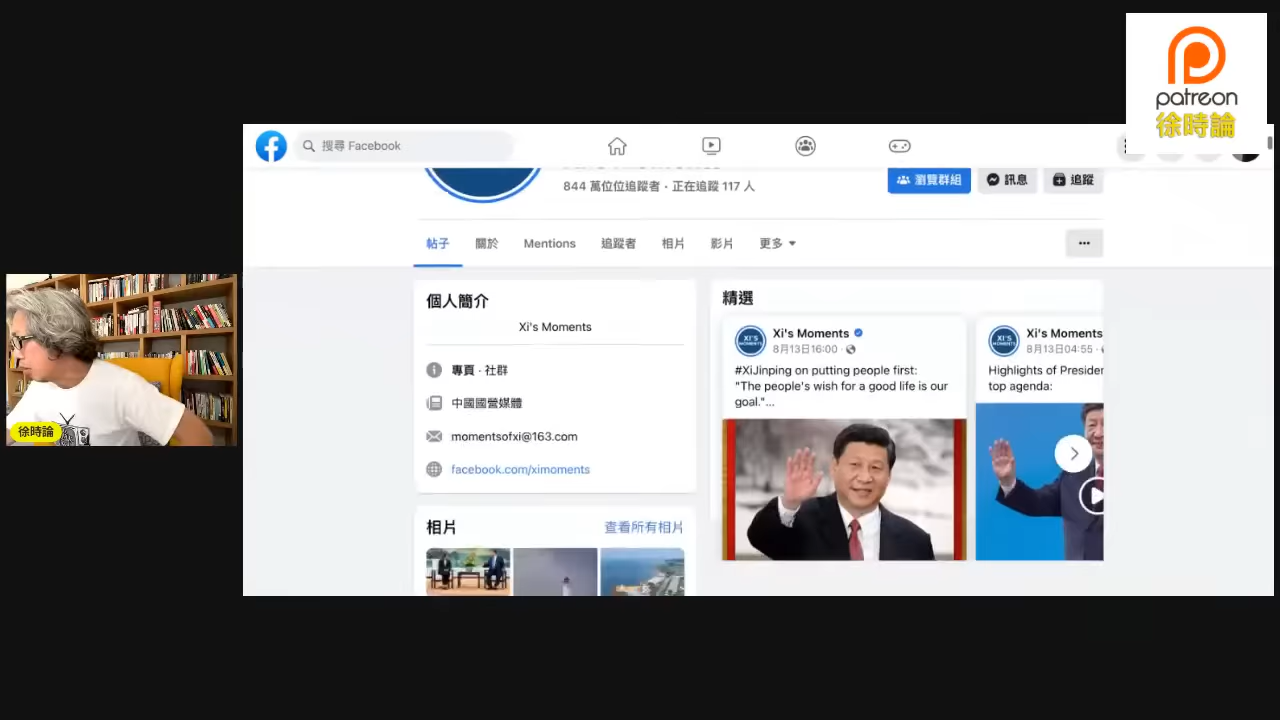 patreon
徐時論
搜尋 Facebook
844 萬位位追蹤者 · 正在追蹤 117 人
瀏覽群組
訊息
追蹤
帖子
關於
Mentions
追蹤者
相片
影片
更多
個人簡介
Xi's Moments
專頁 · 社群
中國國營媒體
momentsofxi@163.com
facebook.com/ximoments
相片
查看所有相片
精選
XI'S MOMENTS
Xi's Moments
8月13日16:00 ·
#XiJinping on putting people first:
"The people's wish for a good life is our
goal."...
XI'S MOMENTS
Xi's Moments
8月13日04:55 ·
Highlights of Presiden
top agenda:
徐時論